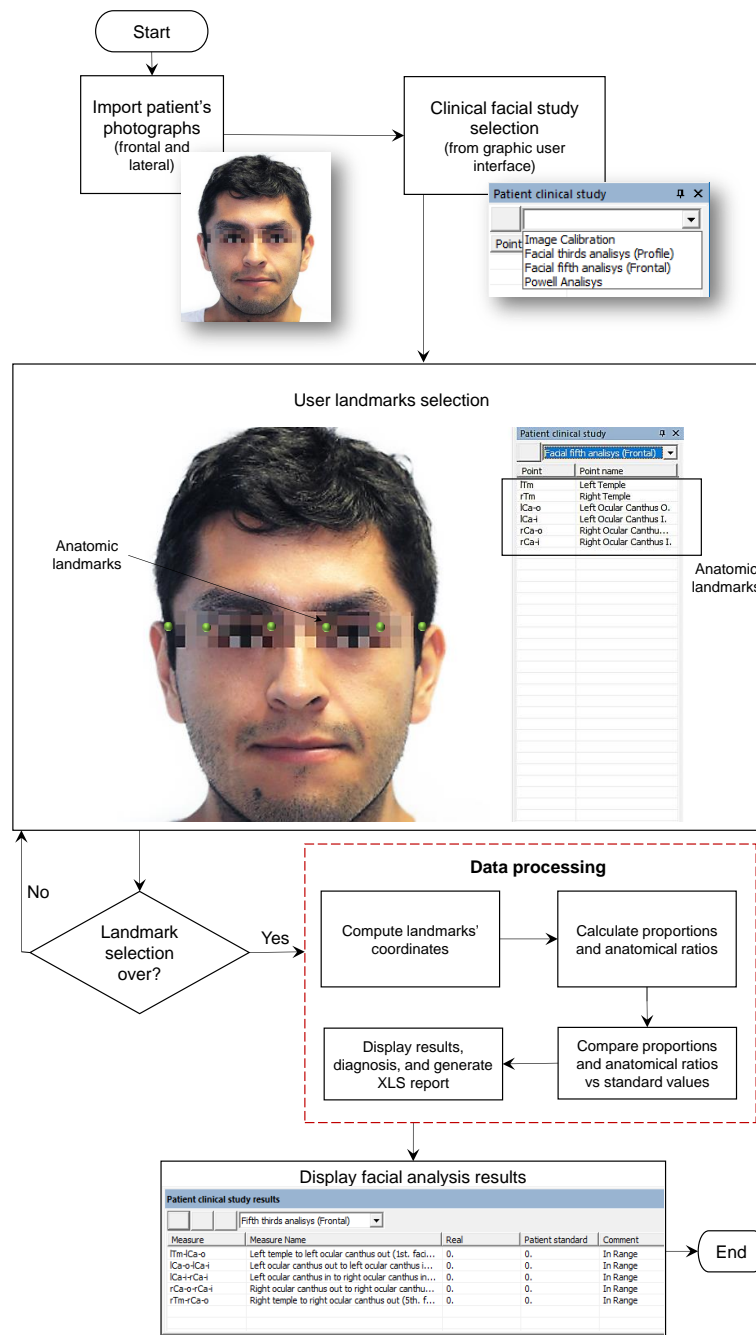 Start
Import patient's
photographs
(frontal and
lateral)
Clinical facial study
selection
(from graphic user
interface)
Patient clinical study
Point
Image Calibration
Facial thirds analisys (Profile)
Facial fifth analisys (Frontal)
Powell Analisys
User landmarks selection
Patient clinical study
Facial fifth analisys (Frontal)
Point Point name
lTm Left Temple
rTm Right Temple
lCa-o Left Ocular Canthus O.
lCa-i Left Ocular Canthus I.
rCa-o Right Ocular Canthu...
rCa-i Right Ocular Canthus I.
Anatomic
landmarks
Anatomic
landmarks
No
Landmark
selection
over?
Yes
Data processing
Compute landmarks'
coordinates
Calculate proportions
and anatomical ratios
Compare proportions
and anatomical ratios
vs standard values
Display results,
diagnosis, and generate
XLS report
Display facial analysis results
Patient clinical study results
Fifth thirds analisys (Frontal)
Measure Measure Name Real Patient standard Comment
lTm-lCa-o Left temple to left ocular canthus out (1st. faci... 0. 0. In Range
lCa-o-lCa-i Left ocular canthus out to left ocular canthus i... 0. 0. In Range
lCa-i-rCa-i Left ocular canthus in to right ocular canthus in... 0. 0. In Range
rCa-o-rCa-i Right ocular canthus out to right ocular canthu... 0. 0. In Range
rTm-rCa-o Right temple to right ocular canthus out (5th. f... 0. 0. In Range
End